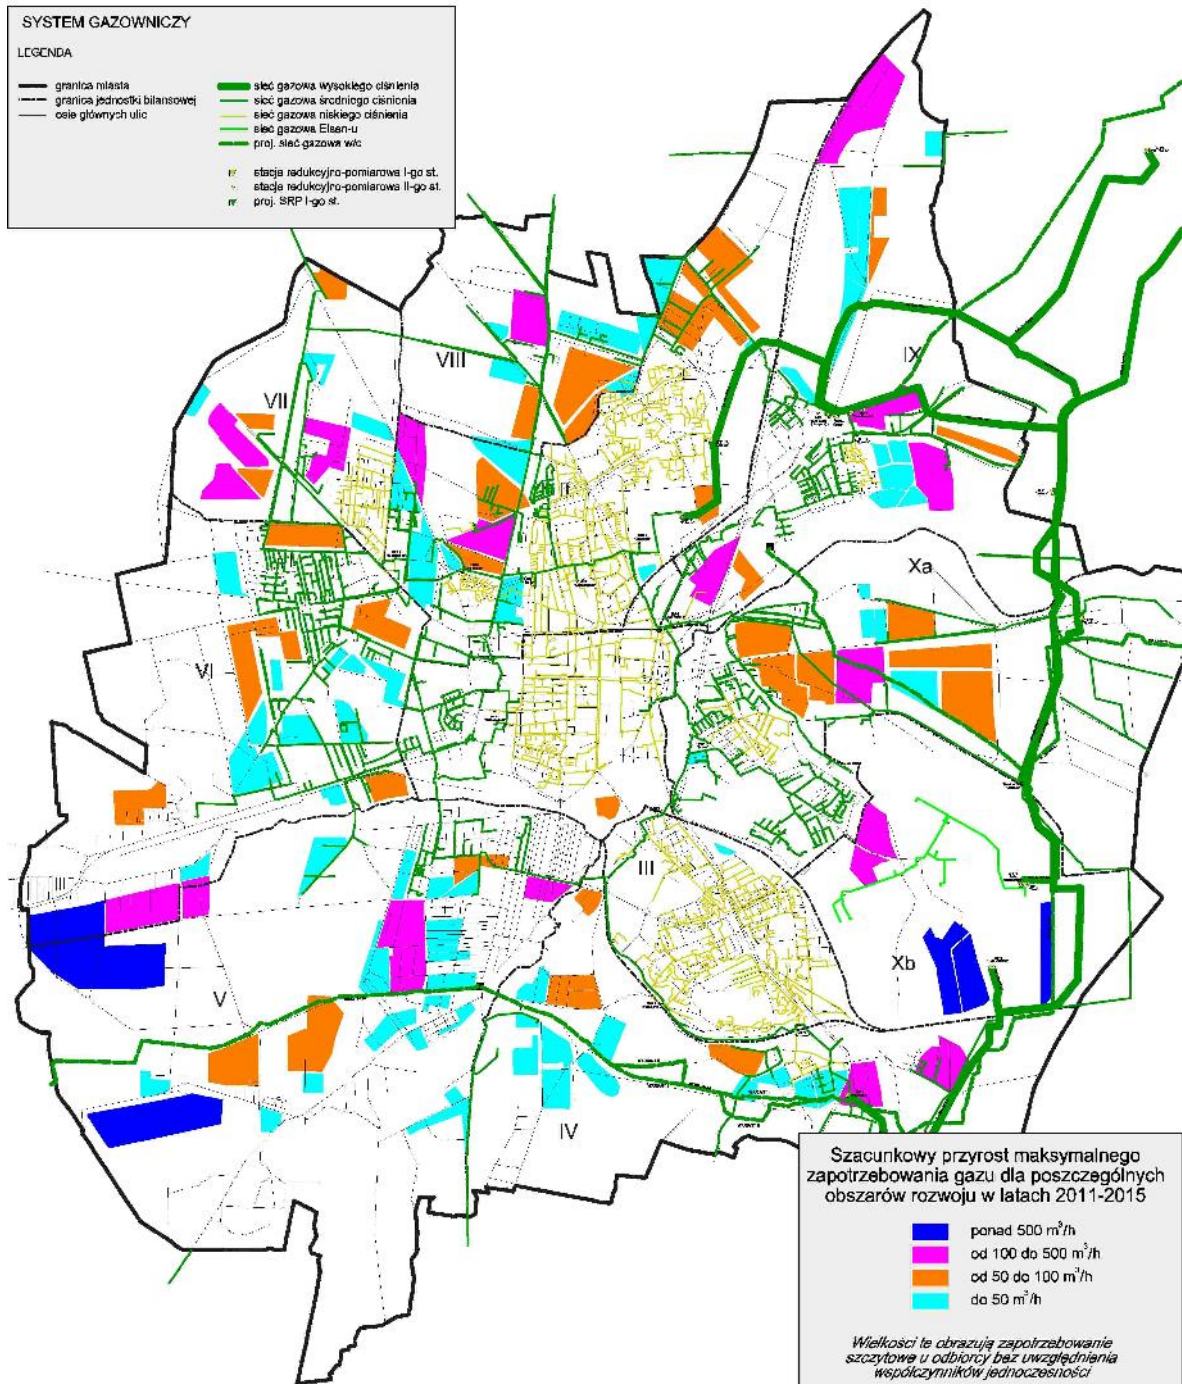 SYSTEM GAZOWNICZY
LEGENDA
granica miasta
granica jednostki bilansowej
osie głównych ulic
sieć gazowa wysokiego ciśnienia
sieć gazowa średniego ciśnienia
sieć gazowa niskiego ciśnienia
sieć gazowa Elsen-u
proj. sieć gazowa w/c
stacja redukcyjno-pomiarowa I-go st.
stacja redukcyjno-pomiarowa II-go st.
proj. SRP I-go st.
VIII
IX
VII
I
II
Xa
VI
III
III
Xb
V
IV
Szacunkowy przyrost maksymalnego
zapotrzebowania gazu dla poszczególnych
obszarów rozwoju w latach 2011-2015
ponad 500 m³/h
od 100 do 500 m³/h
od 50 do 100 m³/h
do 50 m³/h
Wielkości te obrazują zapotrzebowanie
szczytowe u odbiorcy bez uwzględnienia
współczynników jednoczesności